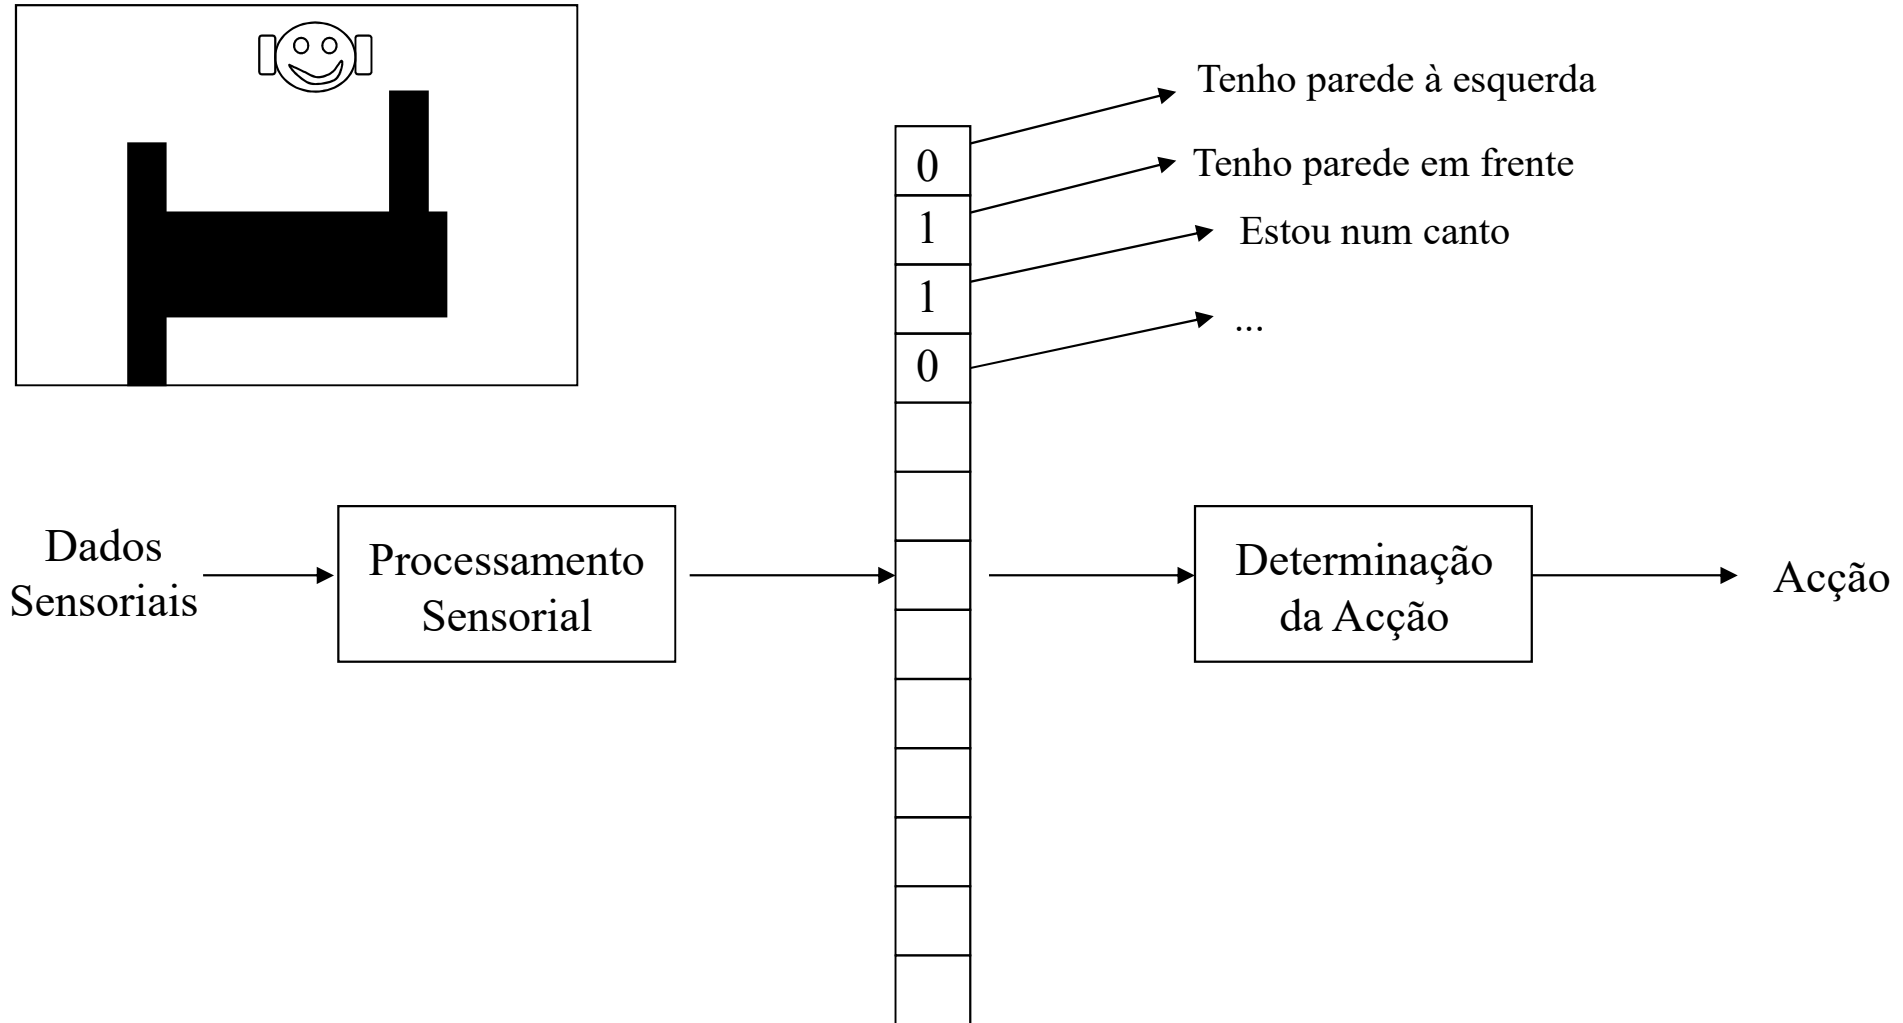 Tenho parede à esquerda
0
Tenho parede em frente
1
Estou num canto
1
...
0
Dados
Sensoriais
Processamento
Sensorial
Determinação
da Acção
Acção